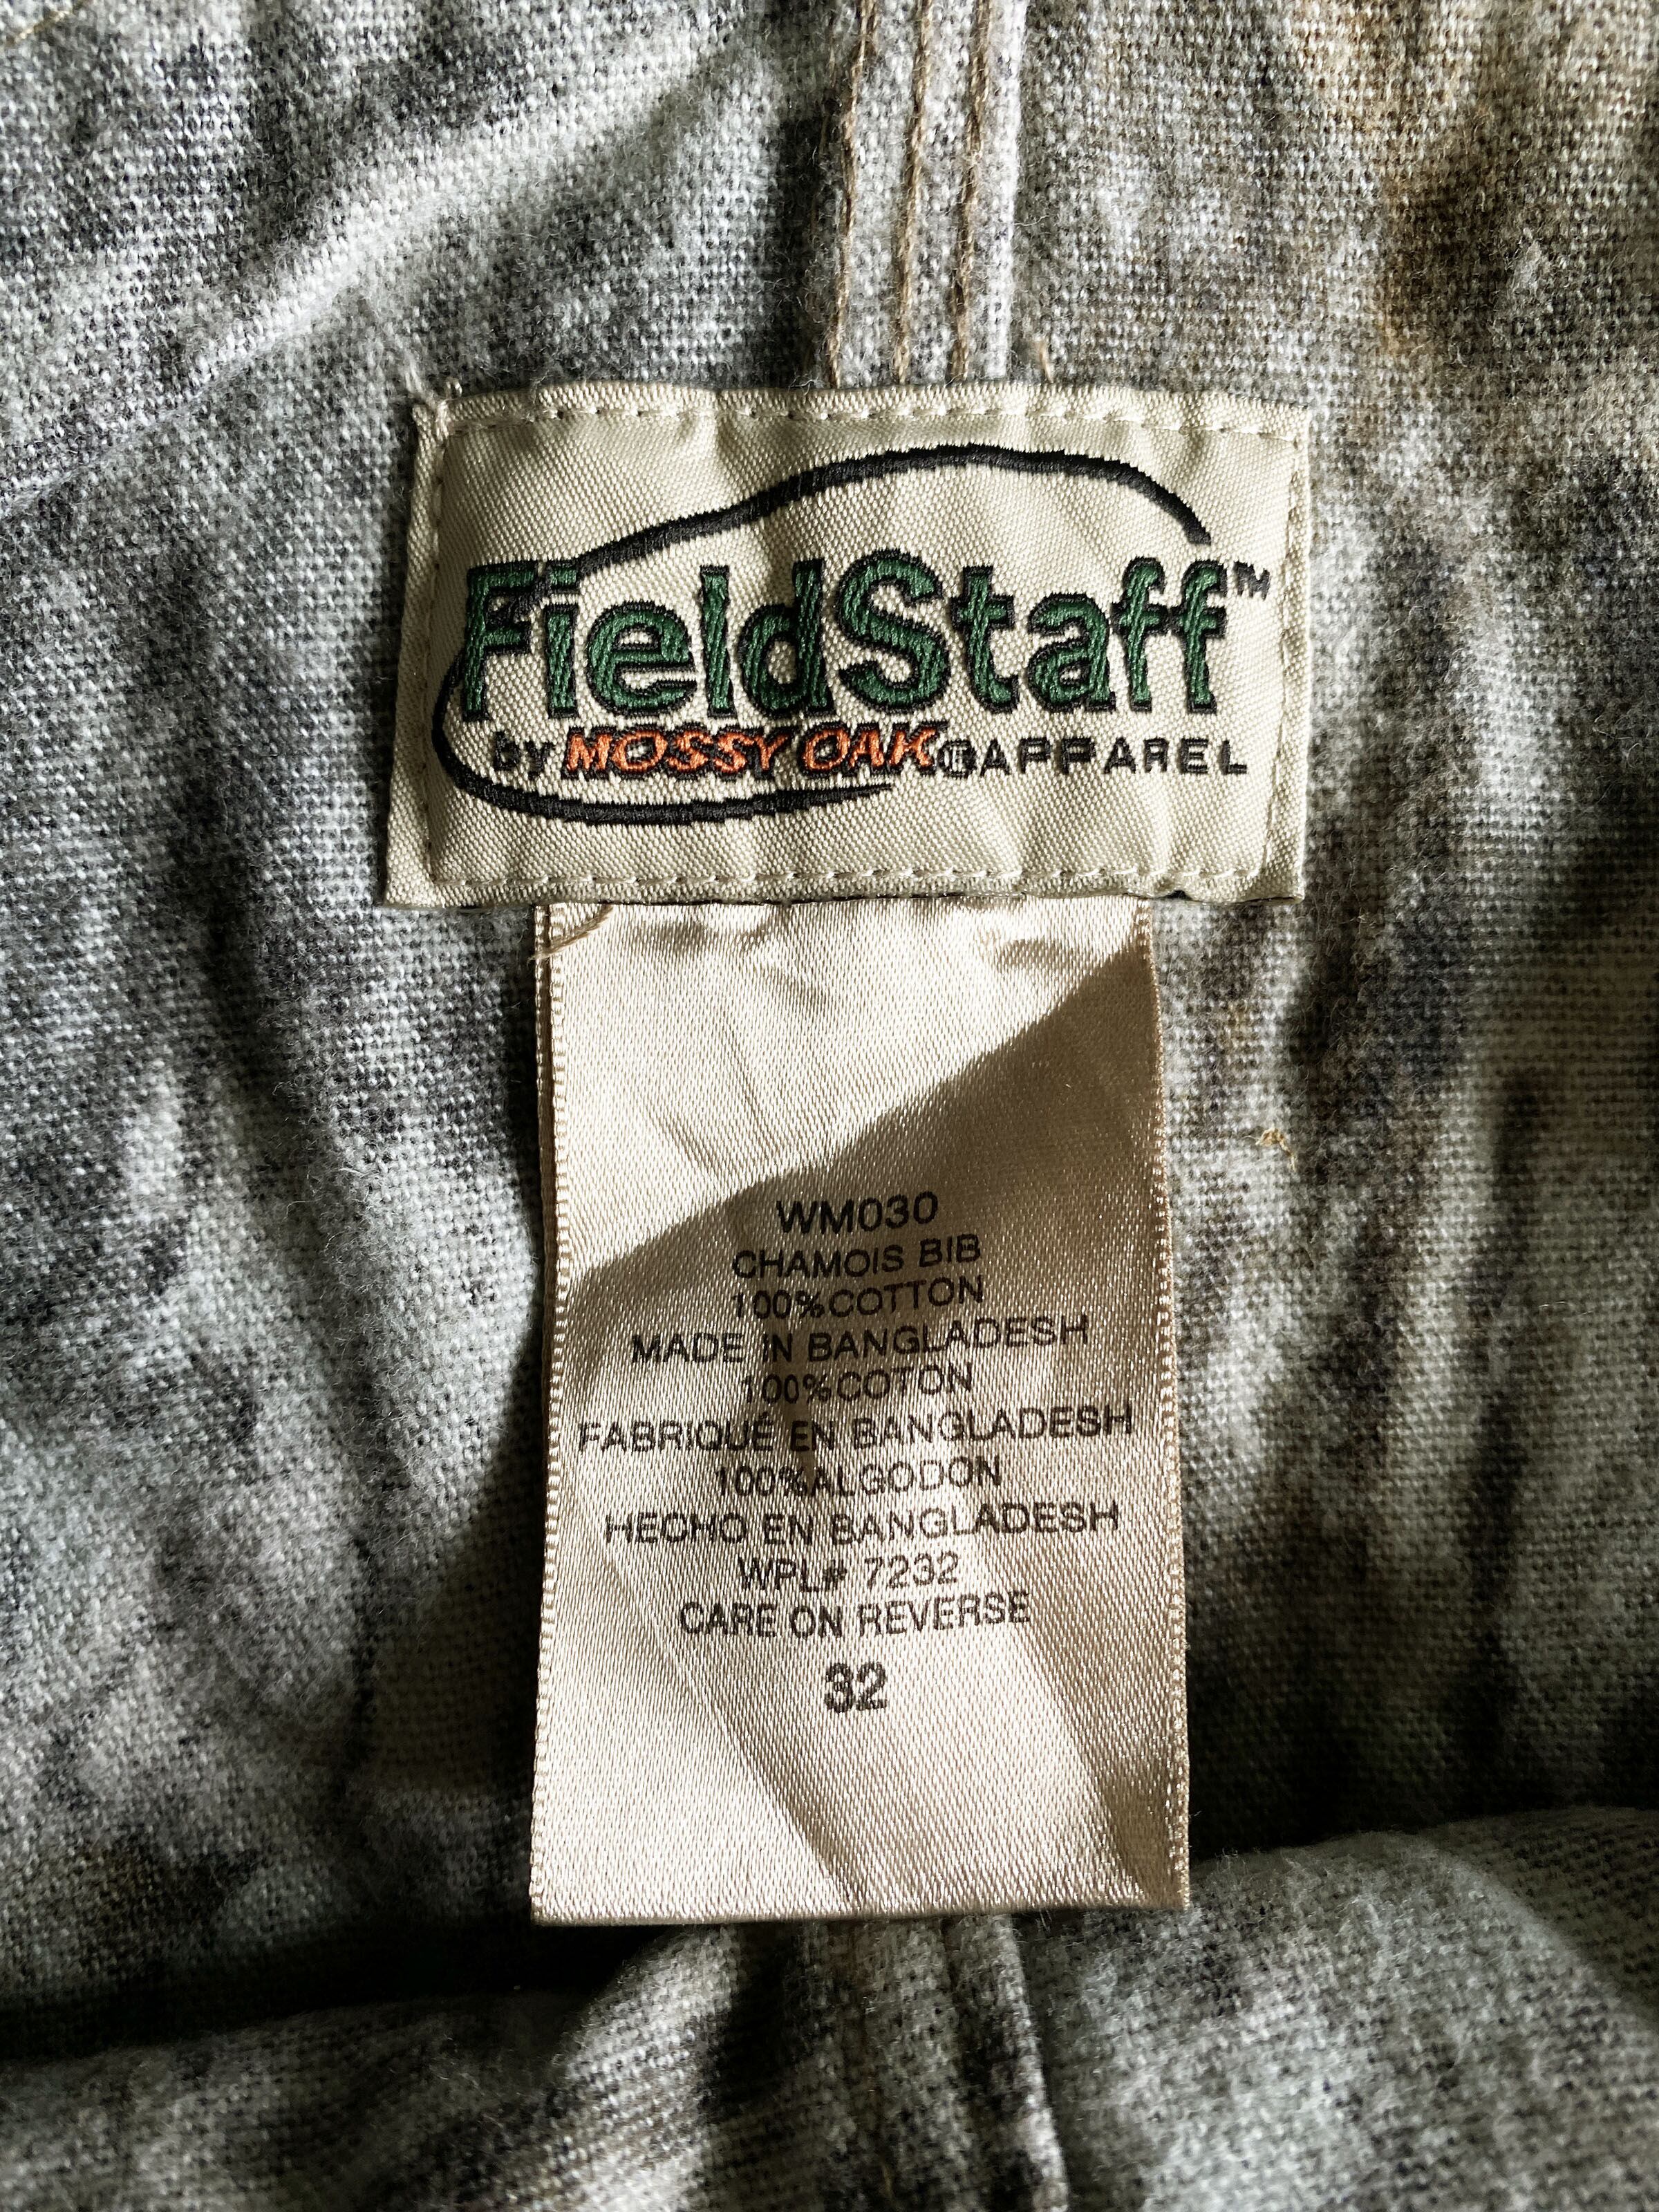 FieldStaff™
by MOSSY OAK® APPAREL
WM030
CHAMOIS BIB
100%COTTON
MADE IN BANGLADESH
100%COTON
FABRIQUÉ EN BANGLADESH
100%ALGODON
HECHO EN BANGLADESH
WPL# 7232
CARE ON REVERSE
32